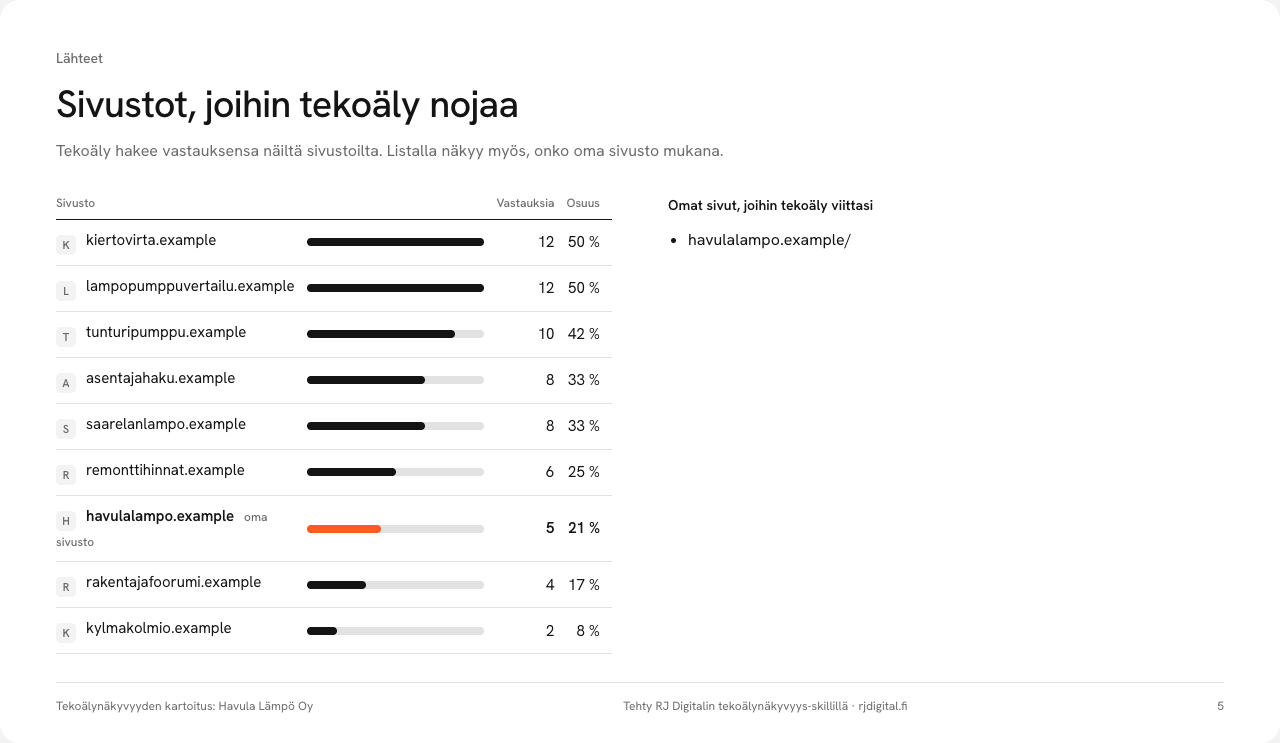 Lähteet
Sivustot, joihin tekoäly nojaa
Tekoäly hakee vastauksensa näiltä sivustoilta. Listalla näkyy myös, onko oma sivusto mukana.
Sivusto Vastauksia Osuus
K kiertovirta.example 12 50 %
L lampopumppuvertailu.example 12 50 %
T tunturipumppu.example 10 42 %
A asentajahaku.example 8 33 %
S saarelanlampo.example 8 33 %
R remonttihinnat.example 6 25 %
H havulalampo.example oma 5 21 %
sivusto
R rakentajafoorumi.example 4 17 %
K kylmakolmio.example 2 8 %
Omat sivut, joihin tekoäly viittasi
• havulalampo.example/
Tekoälynäkyvyyden kartoitus: Havula Lämpö Oy
Tehty RJ Digitalin tekoälynäkyvyys-skillillä · rjdigital.fi
5